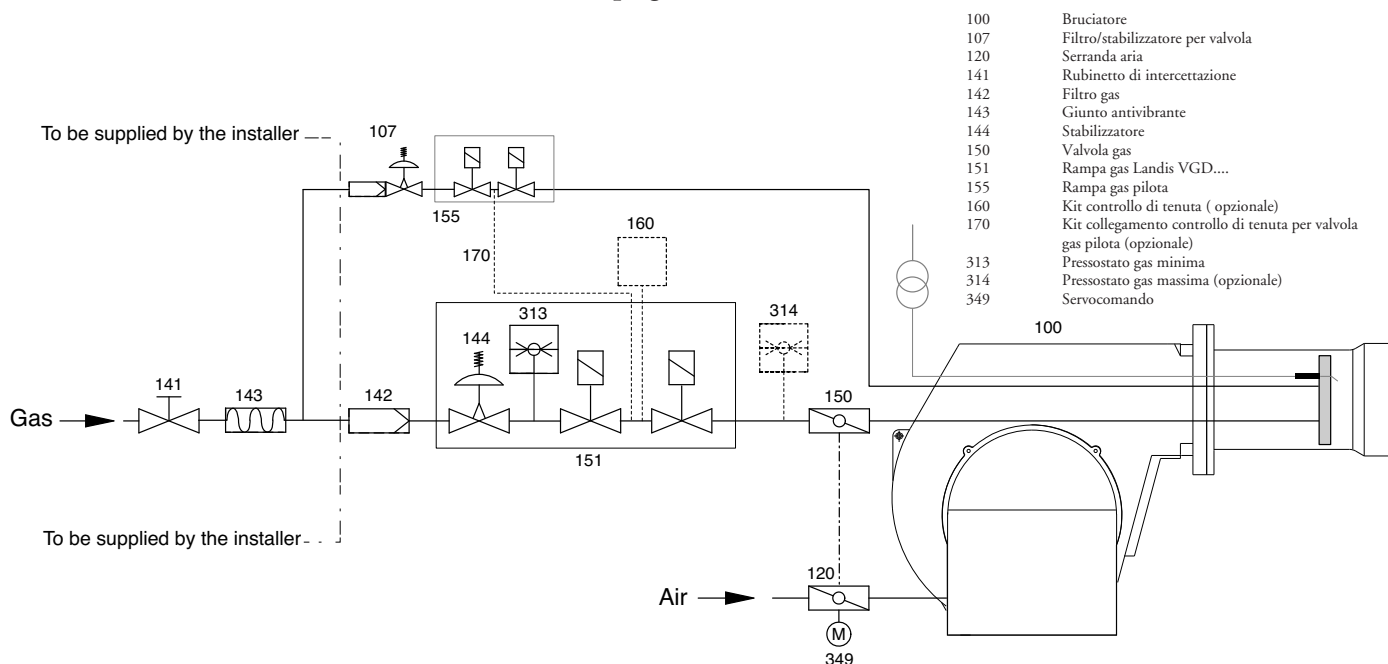 100 Bruciatore
107 Filtro/stabilizzatore per valvola
120 Serranda aria
141 Rubinetto di intercettazione
142 Filtro gas
143 Giunto antivibrante
144 Stabilizzatore
150 Valvola gas
151 Rampa gas Landis VGD....
155 Rampa gas pilota
160 Kit controllo di tenuta ( opzionale)
170 Kit collegamento controllo di tenuta per valvola
gas pilota (opzionale)
313 Pressostato gas minima
314 Pressostato gas massima (opzionale)
349 Servocomando
To be supplied by the installer
107
155
160
170
313
314
100
144
141
143
142
150
Gas
151
To be supplied by the installer
120
Air
M
349